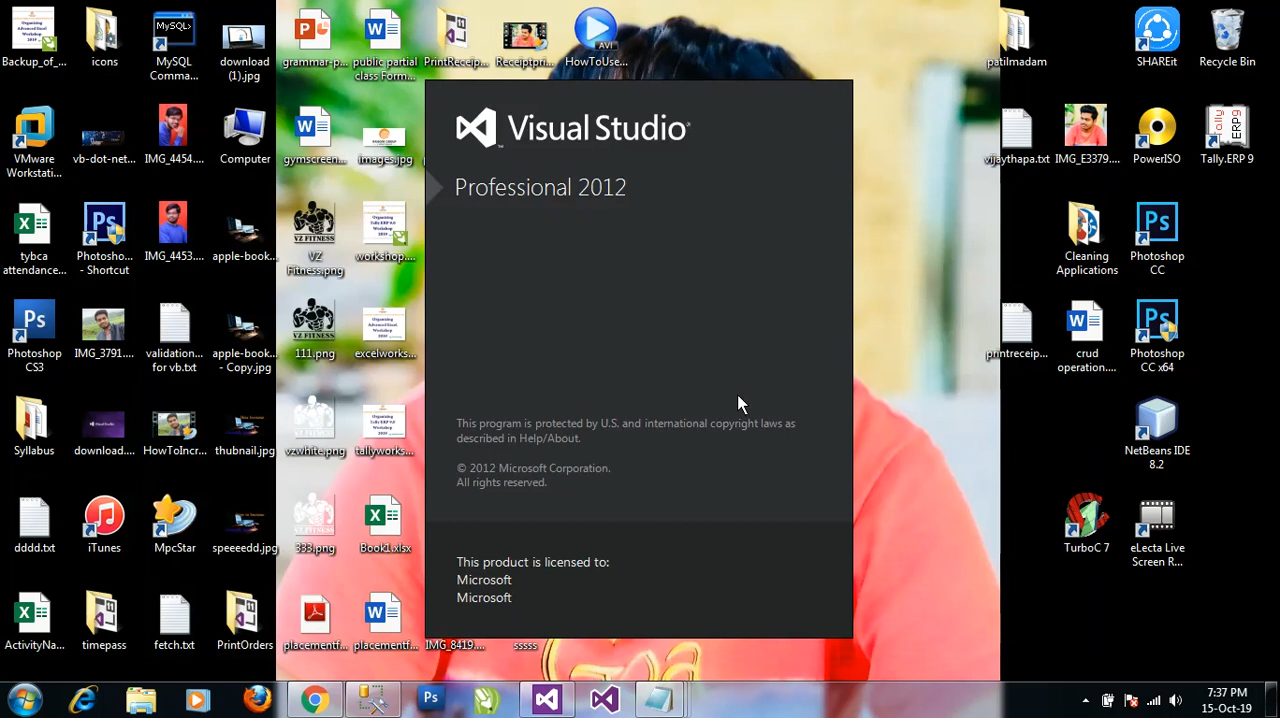 Backup_of_...
icons
MySQL
Comma...
download
(1).jpg
grammar-p...
public partial
class Form...
PrintReceip...
Receiptpri...
HowToUse...
patilmadam
SHAREit
Recycle Bin
VMware
Workstati...
vb-dot-net...
IMG_4454....
Computer
gymscreen...
images.jpg
vijaythapa.txt
IMG_E3379....
PowerISO
Tally.ERP 9
Visual Studio
Professional 2012
tybca
attendance...
Photoshop
- Shortcut
IMG_4453....
apple-book...
VZ
Fitness.png
workshop....
Cleaning
Applications
Photoshop
CC
Photoshop
CS3
IMG_3791....
validation
for vb.txt
apple-book...
- Copy.jpg
111.png
excelworks...
printreceip...
crud
operation....
Photoshop
CC x64
Syllabus
download....
HowToIncr...
thubnail.jpg
vzwhite.png
tallyworks...
NetBeans IDE
8.2
This program is protected by U.S. and international copyright laws as
described in Help/About.
© 2012 Microsoft Corporation.
All rights reserved.
dddd.txt
iTunes
MpcStar
speeeedd.jpg
333.png
Book1.xlsx
TurboC 7
eLecta Live
Screen R...
This product is licensed to:
Microsoft
Microsoft
ActivityNa...
timepass
fetch.txt
PrintOrders
placementf...
placementf...
IMG_8419....
sssss
7:37 PM
15-Oct-19